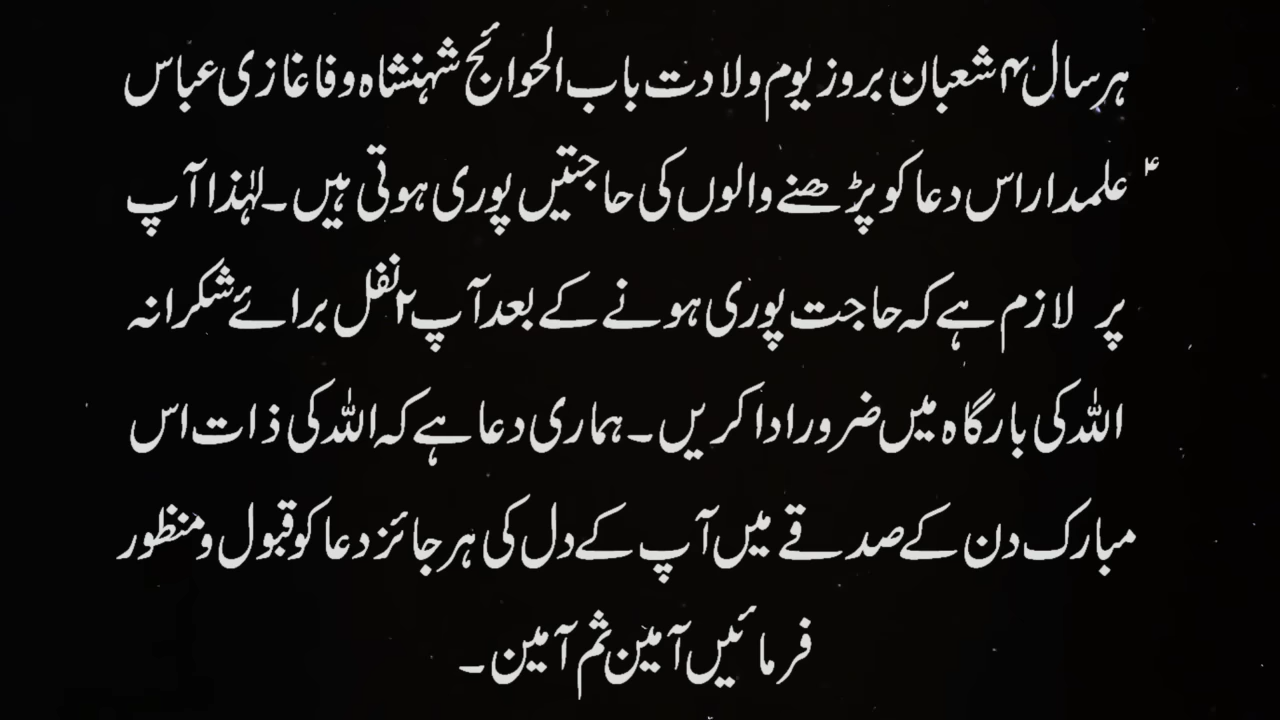 ہر سال ۴ شعبان بروز یوم ولادت باب الحوائج شہنشاہ وفا غازی عباس
علمدار اس دعا کو پڑھنے والوں کی حاجتیں پوری ہوتی ہیں۔ لہٰذا آپ
پر لازم ہے کہ حاجت پوری ہونے کے بعد آپ ۲ نفل برائے شکرانہ
اللہ کی بارگاہ میں ضرور ادا کریں۔ ہماری دعا ہے کہ اللہ کی ذات اس
مبارک دن کے صدقے میں آپ کے دل کی ہر جائز دعا کو قبول و منظور
فرمائیں آمین ثم آمین۔